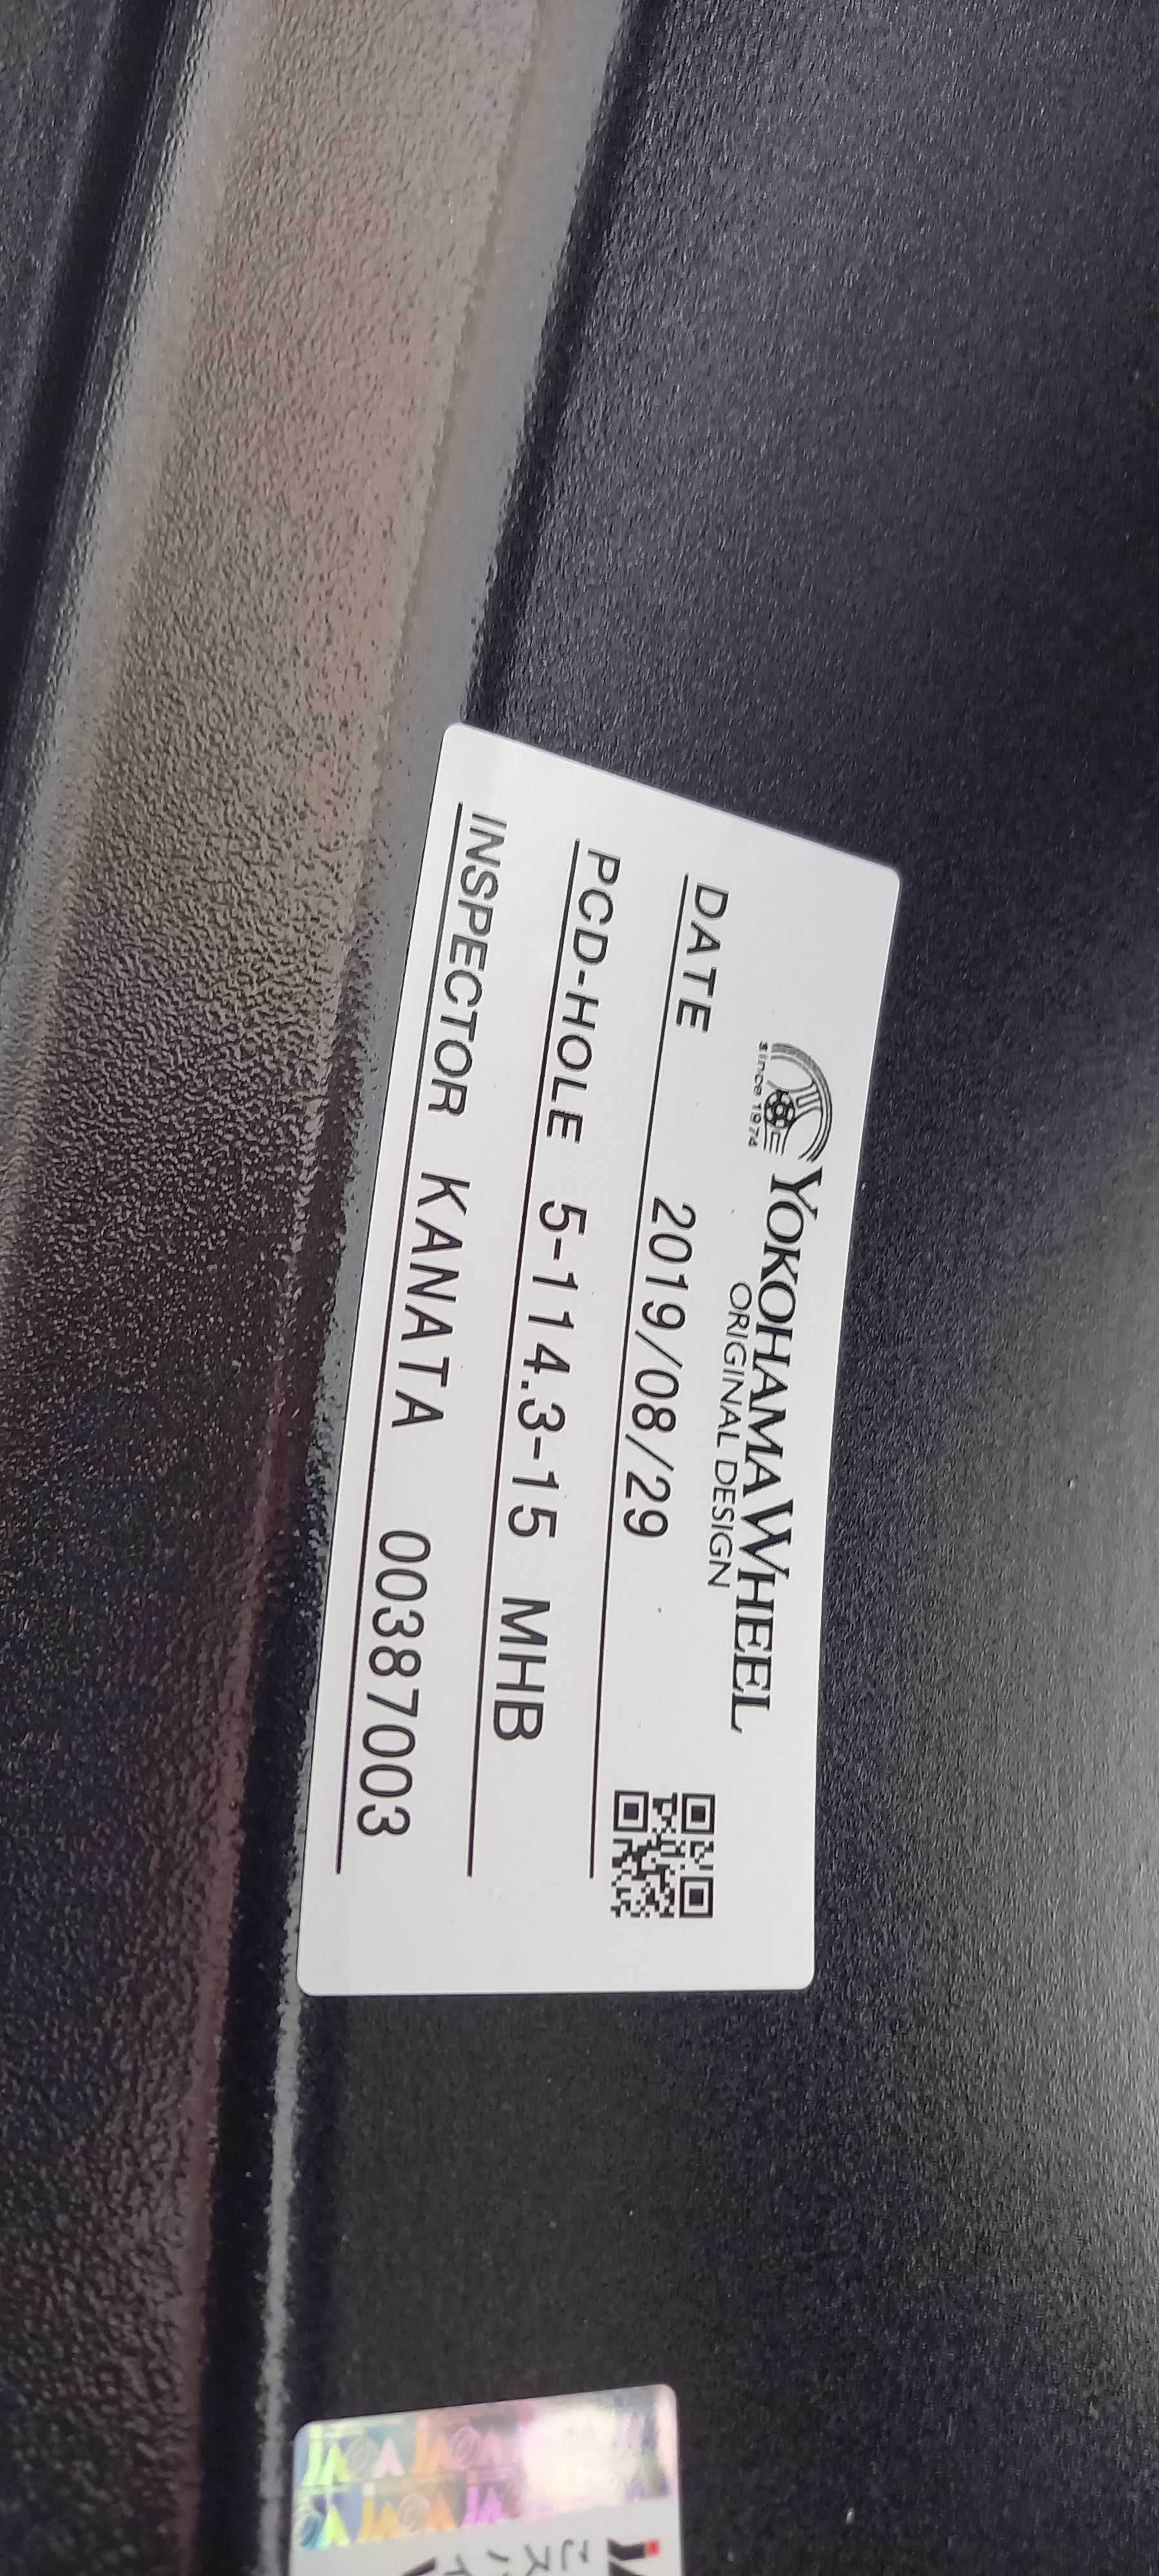 since 1974
YOKOHAMA WHEEL
ORIGINAL DESIGN
DATE 2019/08/29
PCD-HOLE 5-114.3-15 MHB
INSPECTOR KANATA 00387003